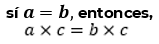 sí a = b, entonces,
a × c = b × c